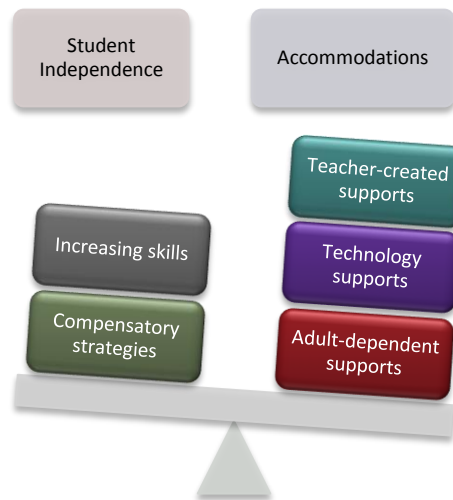 Student
Independence
Accommodations
Teacher-created
supports
Increasing skills
Technology
supports
Compensatory
strategies
Adult-dependent
supports